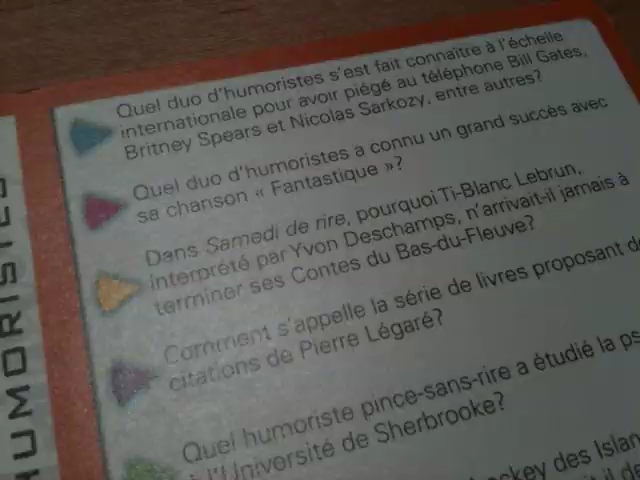 Quel duo d'humoristes s'est fait connaître à l'échelle
internationale pour avoir piégé au téléphone Bill Gates,
Britney Spears et Nicolas Sarkozy, entre autres?
Quel duo d'humoristes a connu un grand succès avec
sa chanson « Fantastique »?
Dans Samedi de rire, pourquoi Ti-Blanc Lebrun,
interprété par Yvon Deschamps, n'arrivait-il jamais à
terminer ses Contes du Bas-du-Fleuve?
Comment s'appelle la série de livres proposant d
citations de Pierre Légaré?
Quel humoriste pince-sans-rire a étudié la ps
à l'Université de Sherbrooke?
ockey des Islan
HUMORISTES